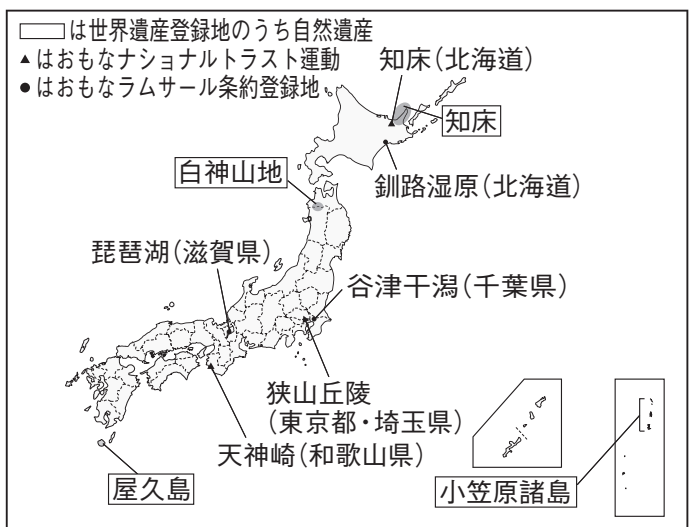 は世界遺産登録地のうち自然遺産
▲はおもなナショナルトラスト運動
●はおもなラムサール条約登録地
知床(北海道)
知床
白神山地
釧路湿原(北海道)
琵琶湖(滋賀県)
谷津干潟(千葉県)
狭山丘陵
(東京都・埼玉県)
天神崎(和歌山県)
屋久島
小笠原諸島